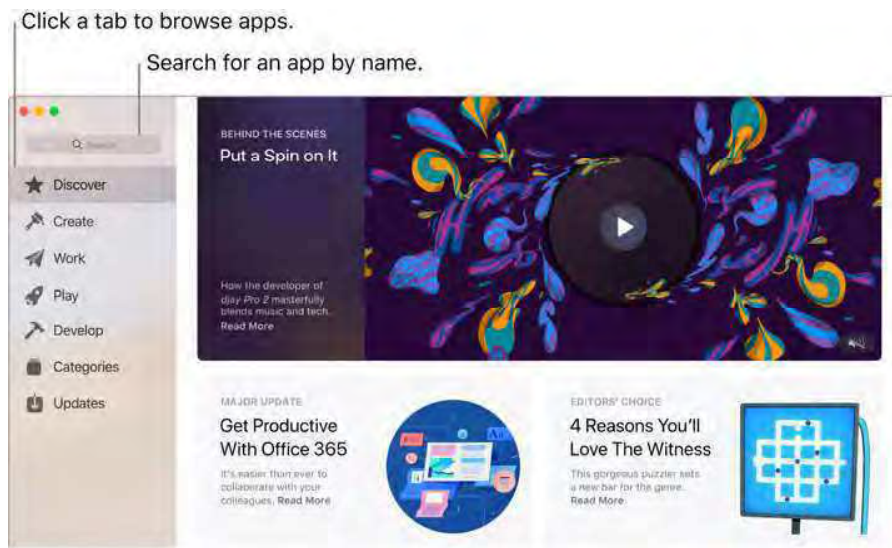 Click a tab to browse apps.
Search for an app by name.
Search
BEHIND THE SCENES
Put a Spin on It
How the developer of
djay Pro 2 masterfully
blends music and tech.
Read More
Discover
Create
Work
Play
Develop
Categories
Updates
MAJOR UPDATE
Get Productive
With Office 365
It's easier than ever to
collaborate with your
colleagues. Read More
Aa
EDITORS' CHOICE
4 Reasons You'll
Love The Witness
This gorgeous puzzler sets
a new bar for the genre.
Read More